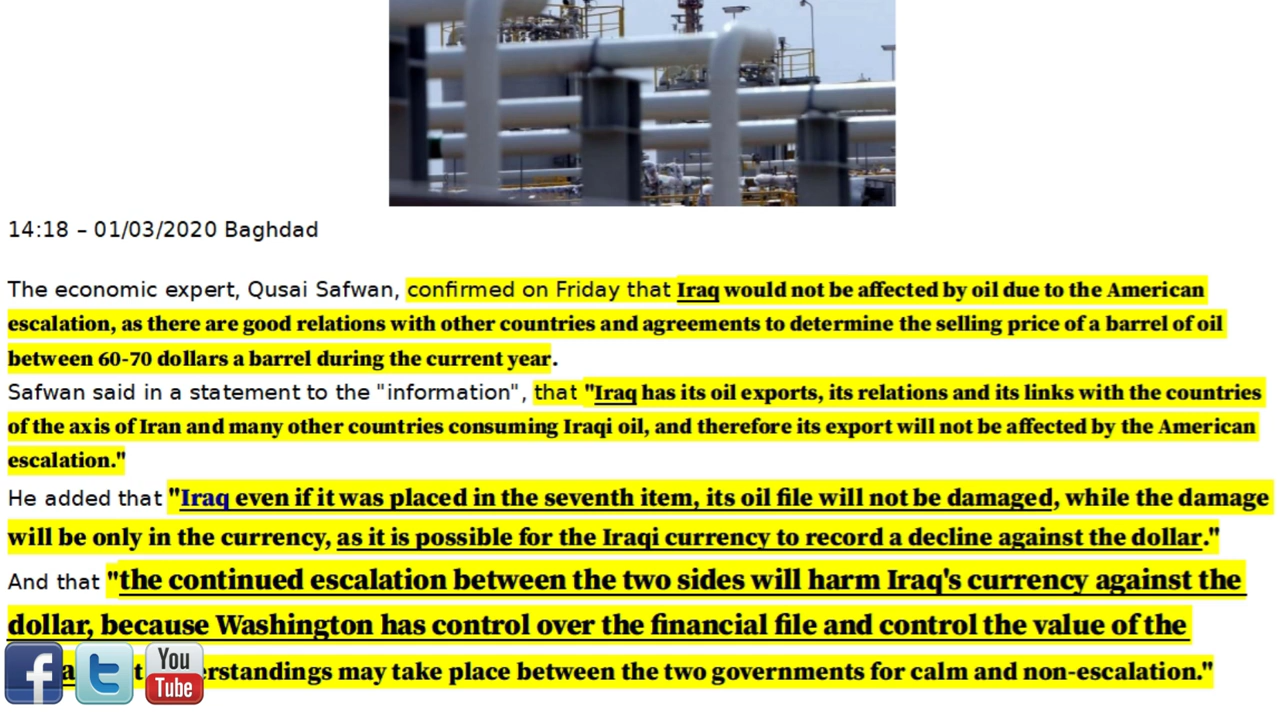 14:18 – 01/03/2020 Baghdad
The economic expert, Qusai Safwan, confirmed on Friday that Iraq would not be affected by oil due to the American
escalation, as there are good relations with other countries and agreements to determine the selling price of a barrel of oil
between 60-70 dollars a barrel during the current year.
Safwan said in a statement to the "information", that "Iraq has its oil exports, its relations and its links with the countries
of the axis of Iran and many other countries consuming Iraqi oil, and therefore its export will not be affected by the American
escalation."
He added that "Iraq even if it was placed in the seventh item, its oil file will not be damaged, while the damage
will be only in the currency, as it is possible for the Iraqi currency to record a decline against the dollar."
And that "the continued escalation between the two sides will harm Iraq's currency against the
dollar, because Washington has control over the financial file and control the value of the
may take place between the two governments for calm and non-escalation."
f
t
You
Tube